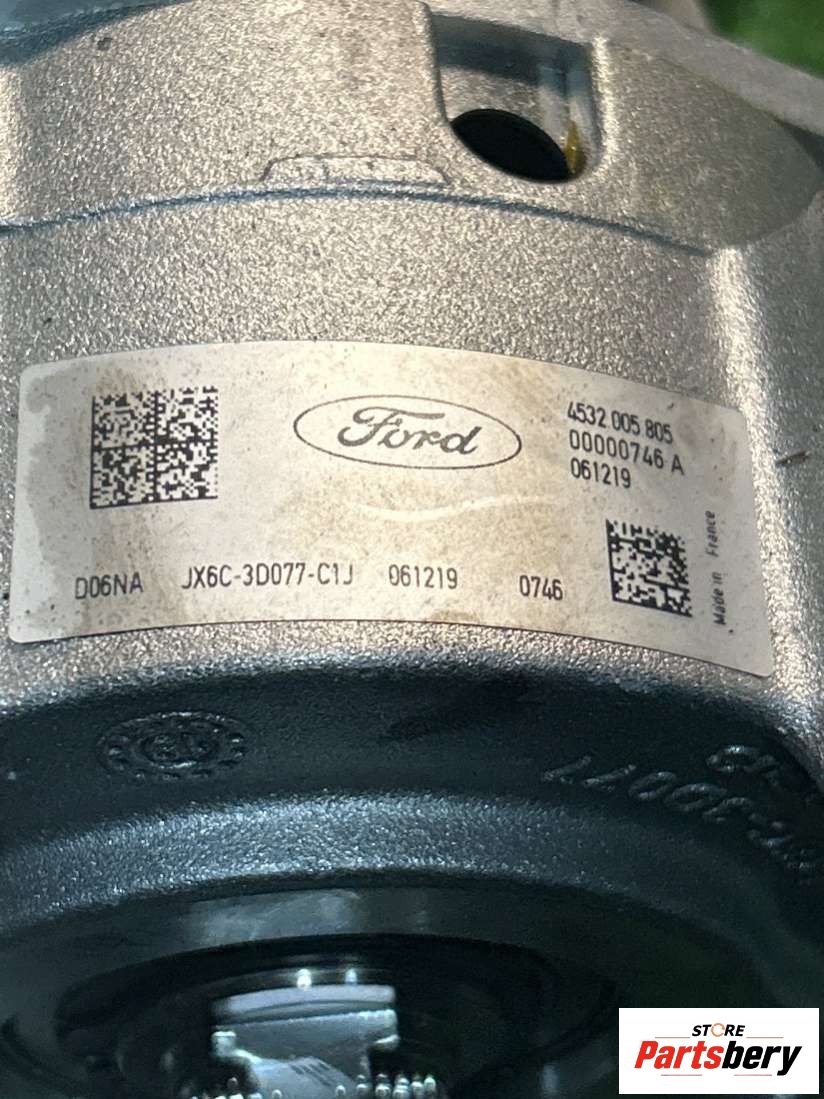 Ford
4532 005 805
00000746 A
061219
D06NA JX6C-3D077-C1J 061219 0746
Made in France
STORE
Partsbery